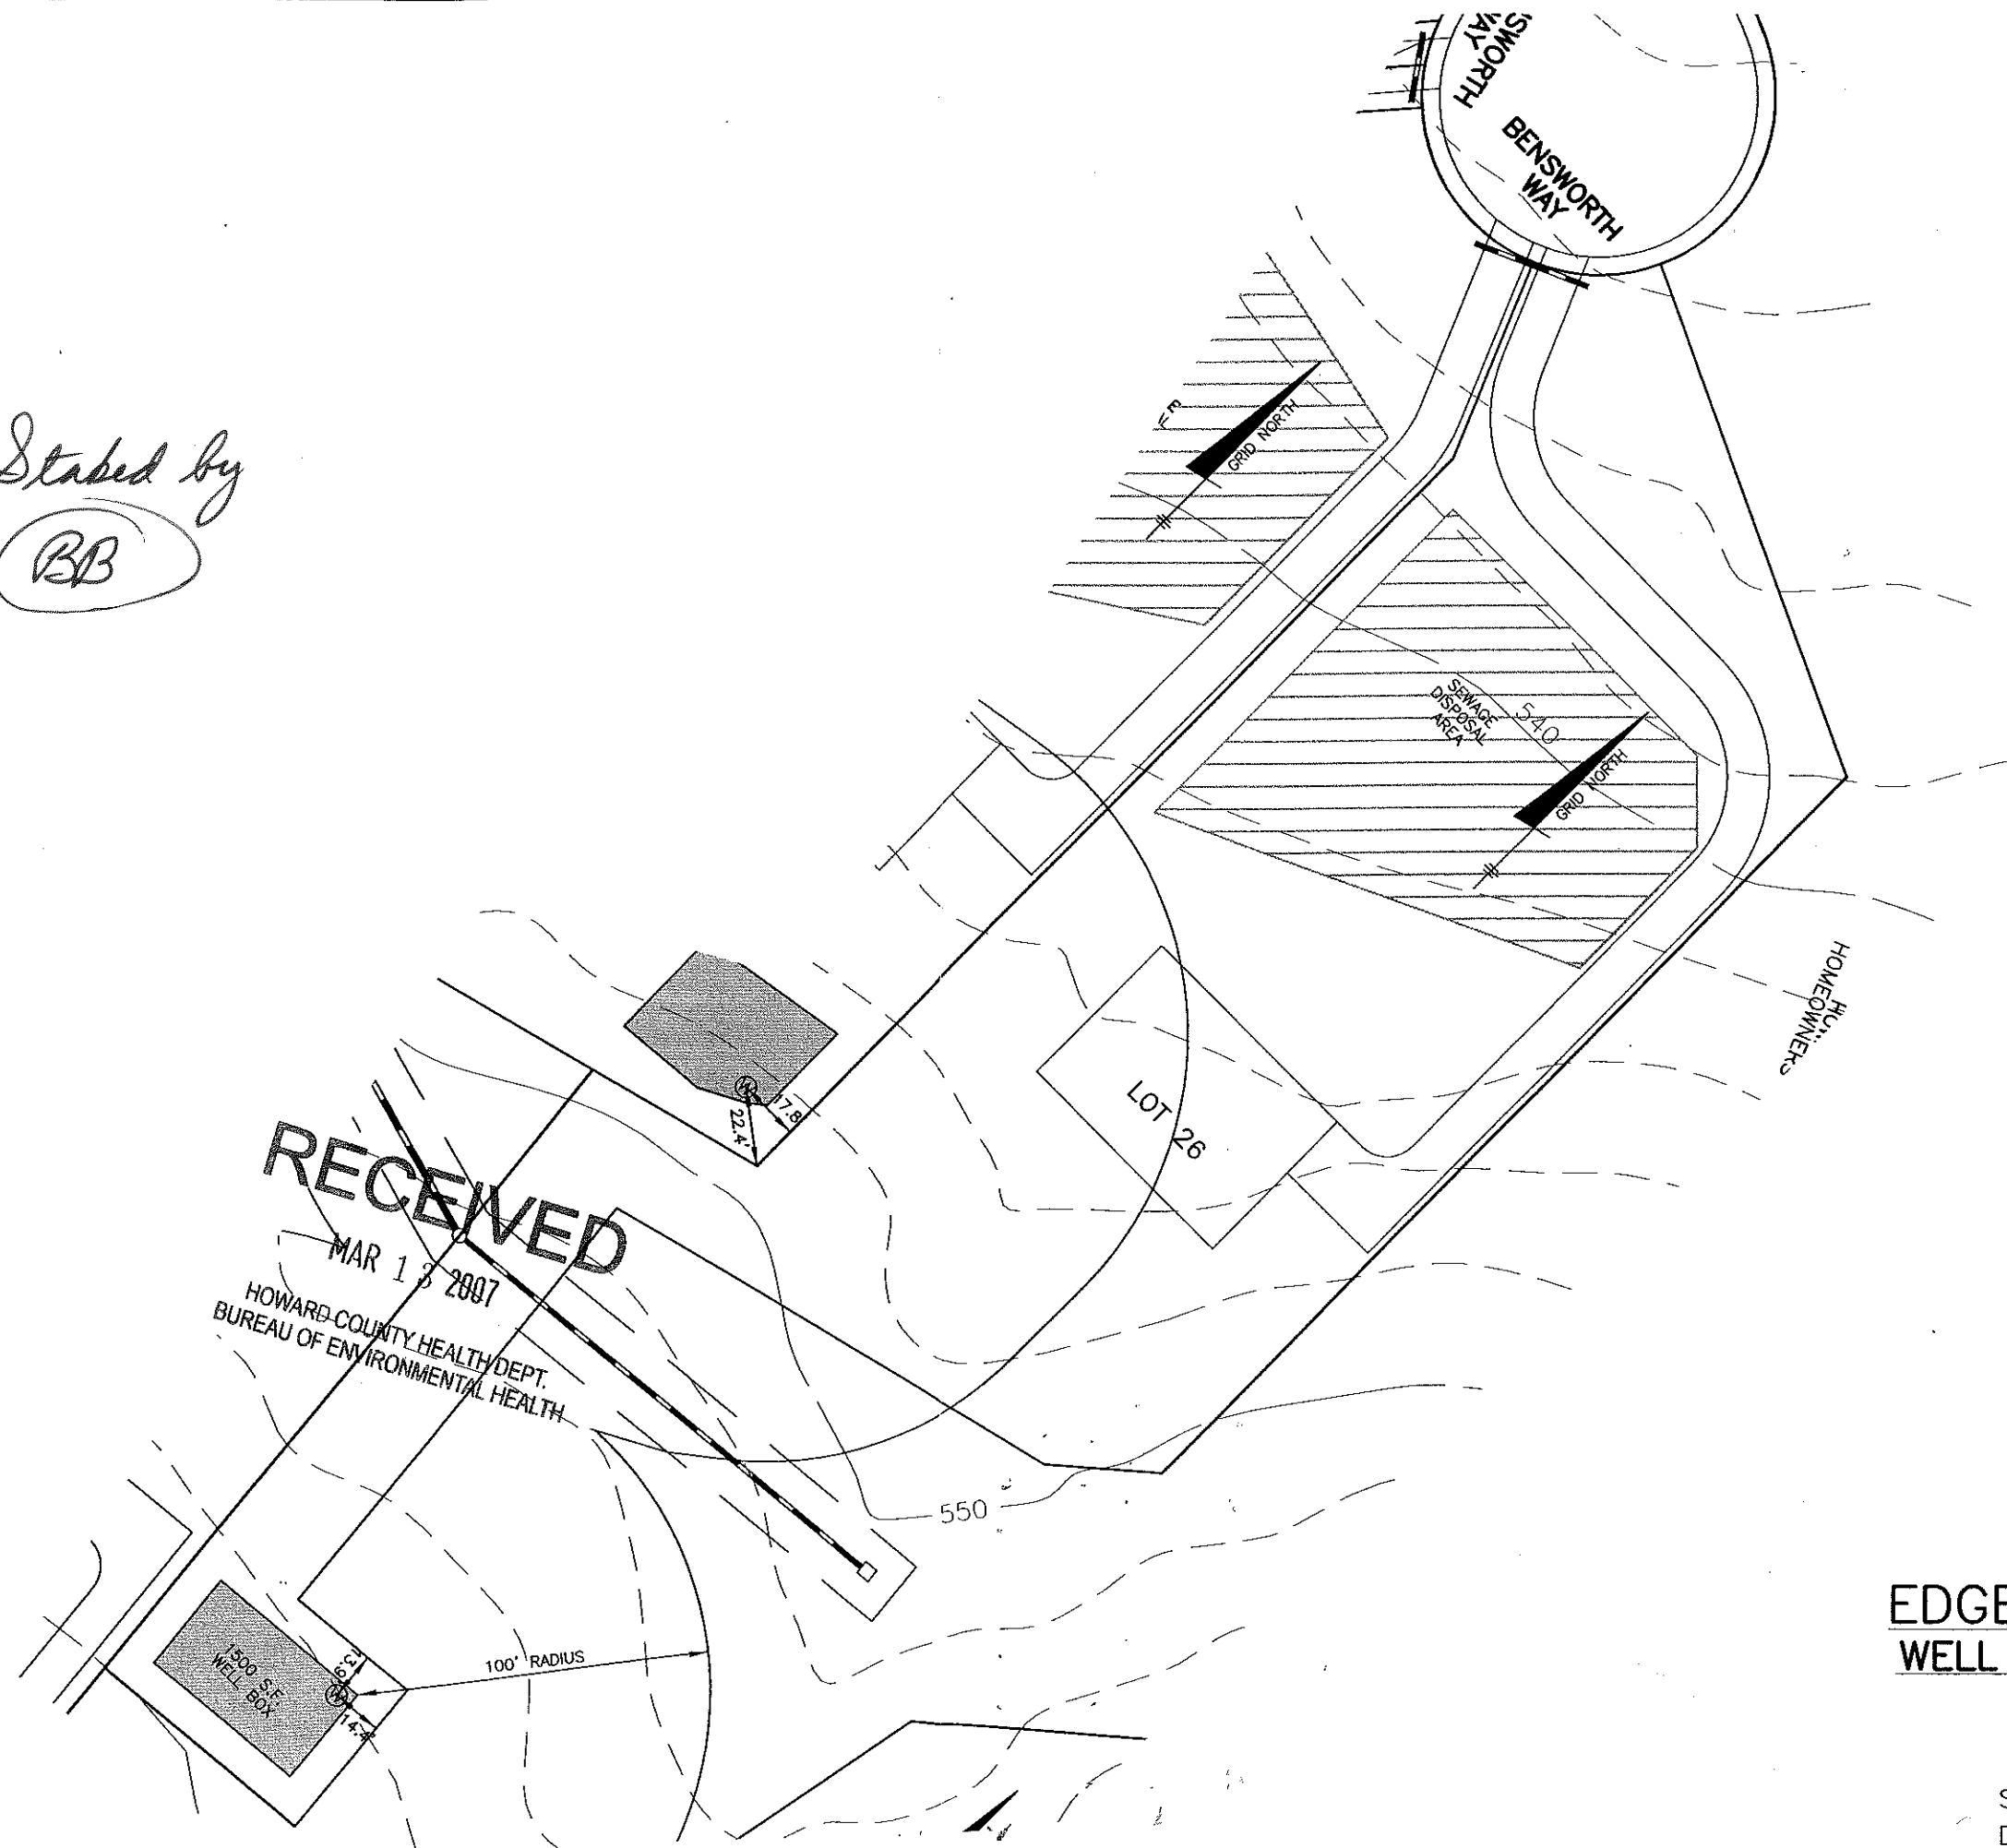 SWORTH
WAY
BENSWORTH
WAY
GRID NORTH
Staked by
BB
SEWAGE
DISPOSAL
AREA
540
GRID NORTH
HOMEOWNERS
LOT 26
17.8'
22.4'
RECEIVED
MAR 13 2007
HOWARD COUNTY HEALTH DEPT.
BUREAU OF ENVIRONMENTAL HEALTH
550
1500 S.F.
WELL BOX
W
W
13.9'
14.4'
100' RADIUS
EDGE
WELL